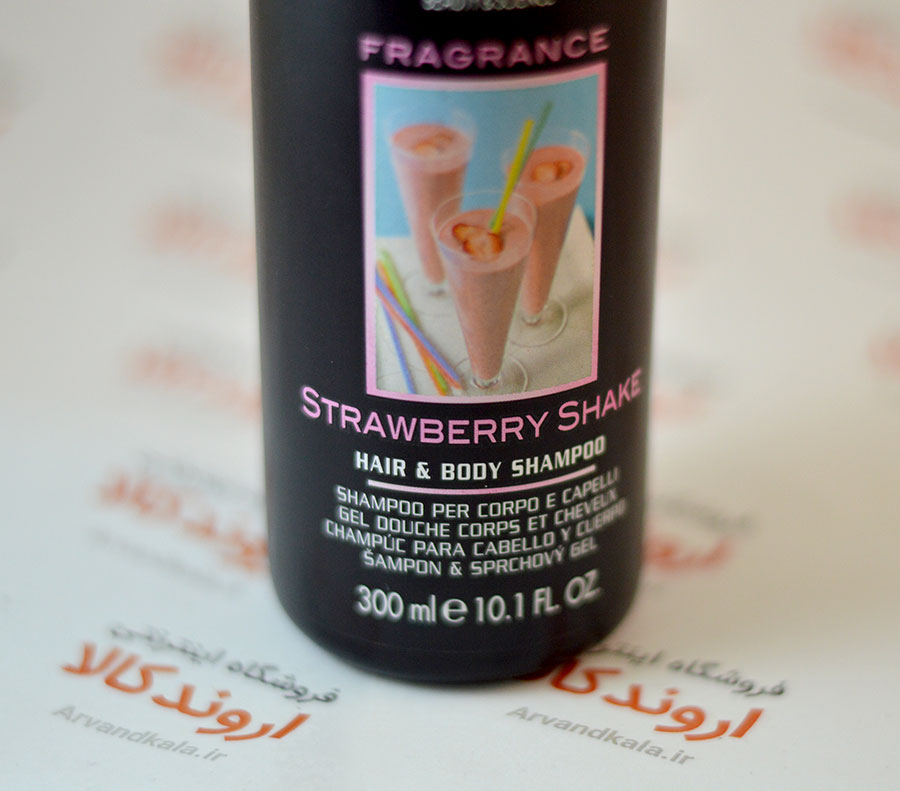 FRAGRANCE
STRAWBERRY SHAKE
HAIR & BODY SHAMPOO
SHAMPOO PER CORPO E CAPELLI
GEL DOUCHE CORPS ET CHEVEUX
CHAMPÚC PARA CABELLO Y CUERPO
ŠAMPON & SPRCHOVÝ GEL
300 ml e 10.1 FL. OZ.
فروشگاه اینترنتی
اروند کالا
Arvandkala.ir
فروشگاه اینترنتی
اروند کالا
Arvandkala.ir